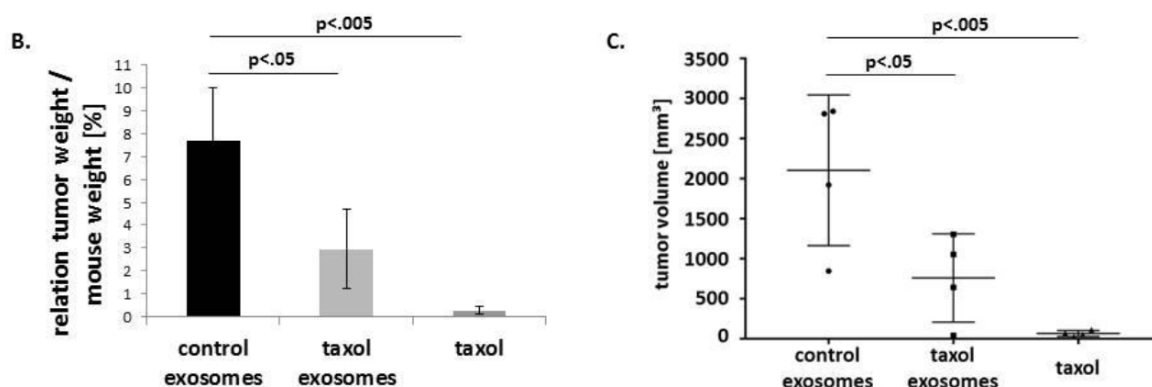 B.
p<.005
p<.05
relation tumor weight /
mouse weight [%]
11
10
9
8
7
6
5
4
3
2
1
0
control
exosomes
taxol
exosomes
taxol
C.
p<.005
p<.05
tumor volume [mm³]
3500
3000
2500
2000
1500
1000
500
0
control
exosomes
taxol
exosomes
taxol